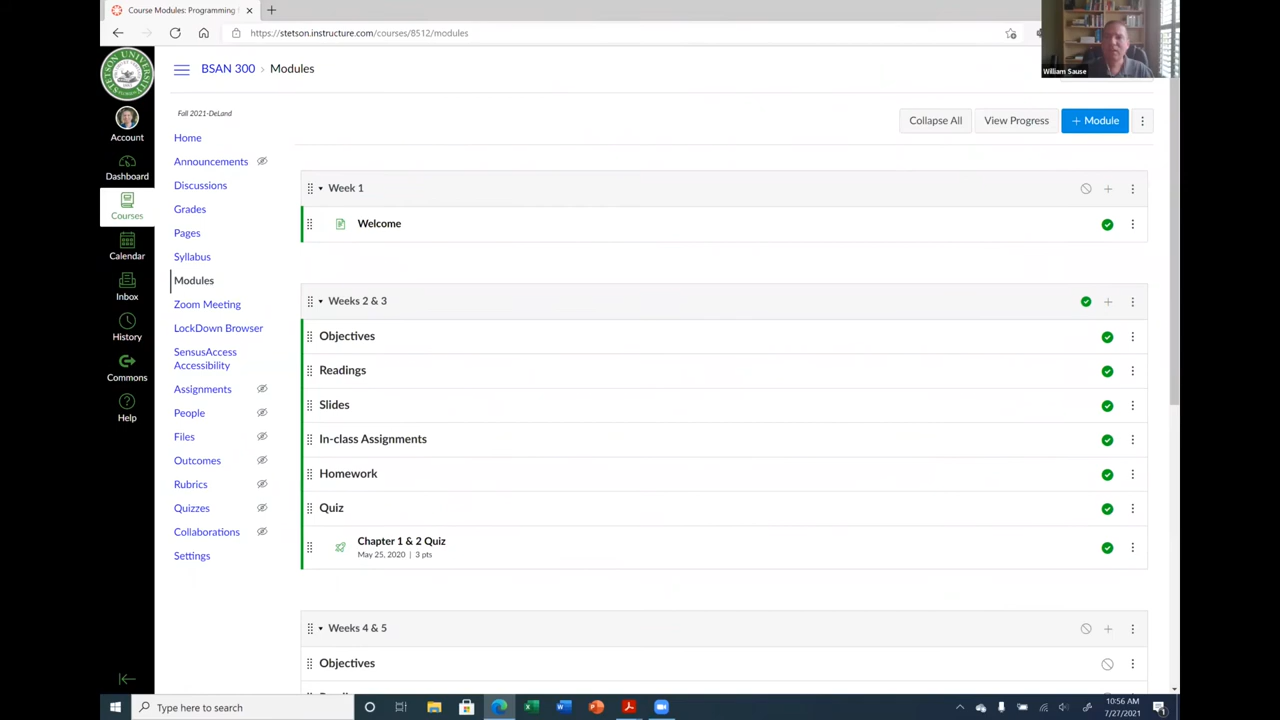 Course Modules: Programming
https://stetson.instructure.com/courses/8512/modules
William Sause
STETSON UNIVERSITY
BSAN 300 › Modules
Fall 2021-DeLand
Account
Dashboard
Courses
Calendar
Inbox
History
Commons
Help
Home
Announcements
Discussions
Grades
Pages
Syllabus
Modules
Zoom Meeting
LockDown Browser
SensusAccess
Accessibility
Assignments
People
Files
Outcomes
Rubrics
Quizzes
Collaborations
Settings
Collapse All
View Progress
+ Module
Week 1
Welcome
Weeks 2 & 3
Objectives
Readings
Slides
In-class Assignments
Homework
Quiz
Chapter 1 & 2 Quiz
May 25, 2020 | 3 pts
Weeks 4 & 5
Objectives
Type here to search
10:56 AM
7/27/2021